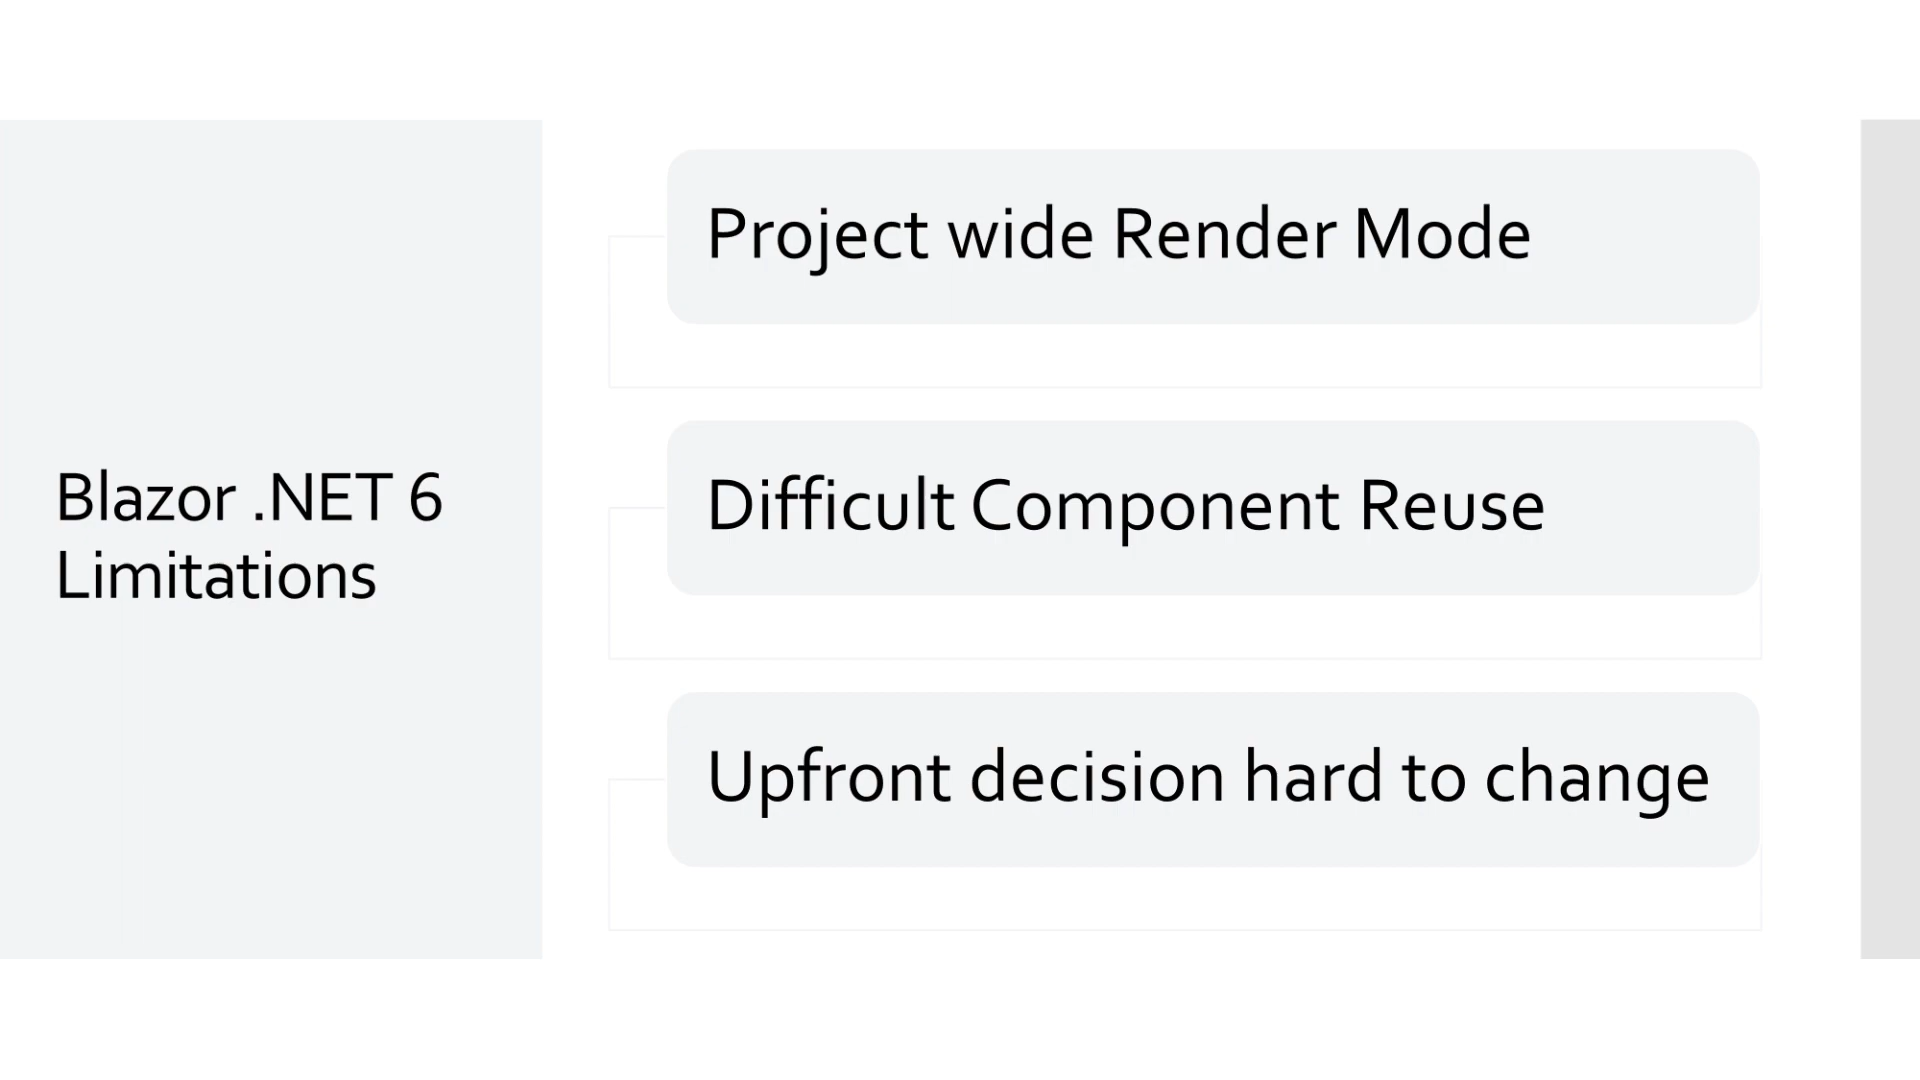 Blazor .NET 6
Limitations
Project wide Render Mode
Difficult Component Reuse
Upfront decision hard to change